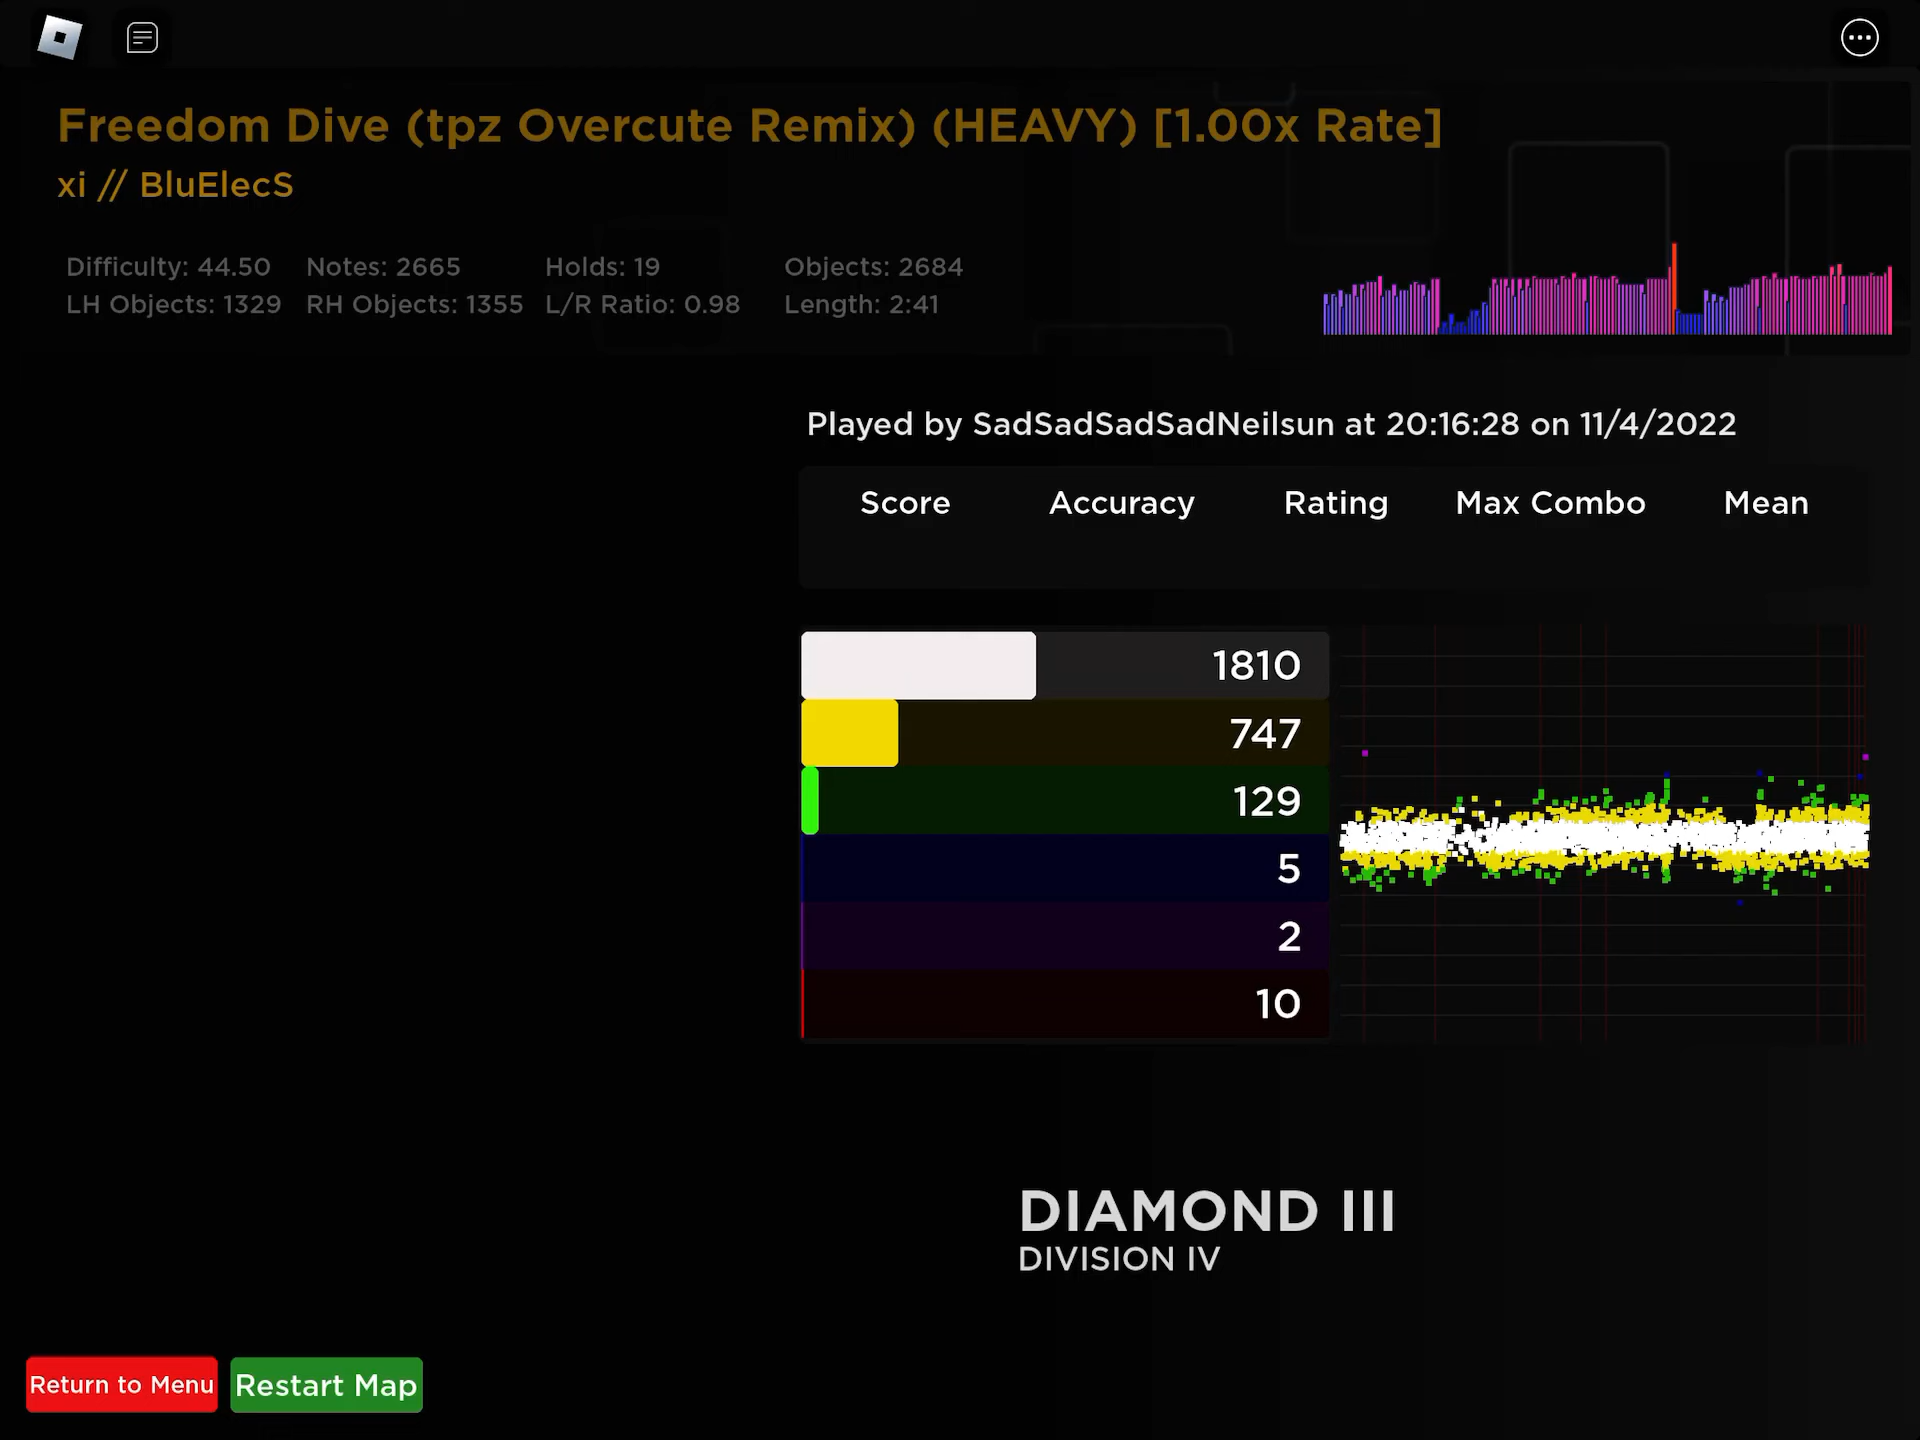 Freedom Dive (tpz Overcute Remix) (HEAVY) [1.00x Rate]
xi // BluElecS
Difficulty: 44.50 Notes: 2665 Holds: 19 Objects: 2684
LH Objects: 1329 RH Objects: 1355 L/R Ratio: 0.98 Length: 2:41
Played by SadSadSadSadNeilsun at 20:16:28 on 11/4/2022
Score Accuracy Rating Max Combo Mean
1810
747
129
5
2
10
DIAMOND III
DIVISION IV
Return to Menu Restart Map